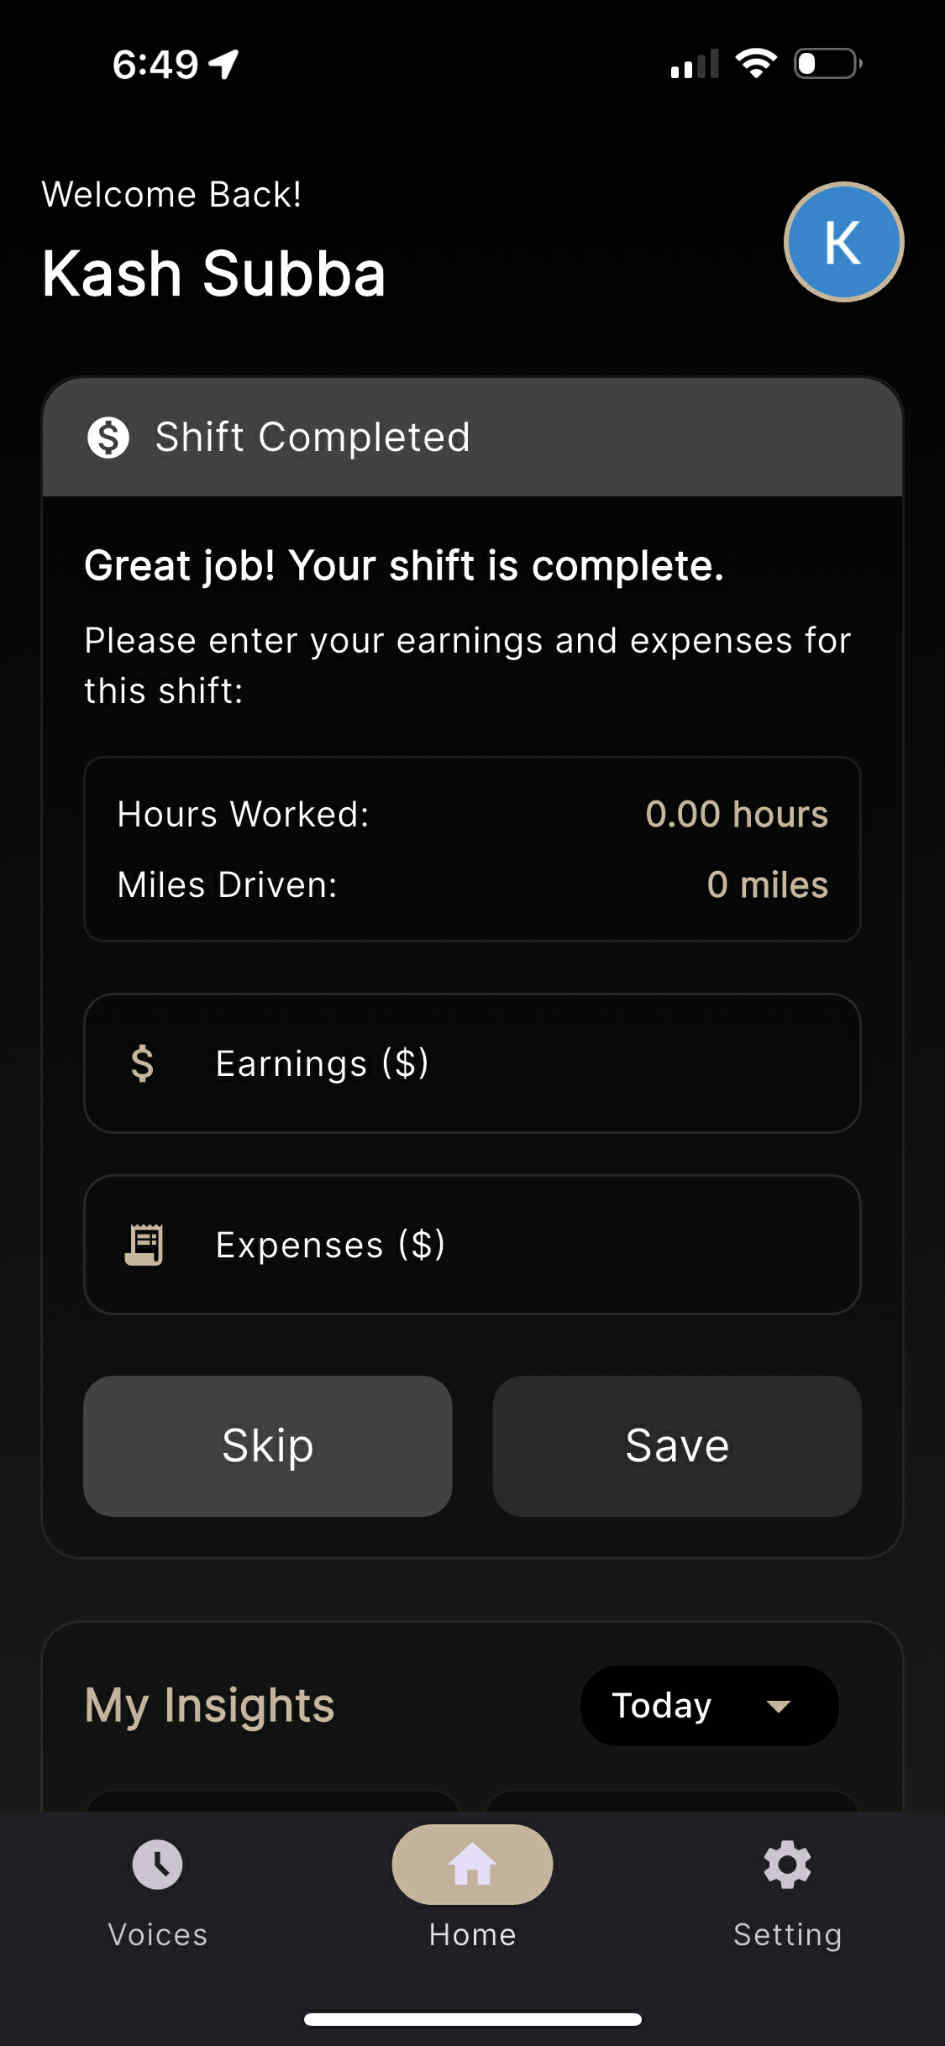 6:49
Welcome Back!
Kash Subba
K
Shift Completed
Great job! Your shift is complete.
Please enter your earnings and expenses for
this shift:
Hours Worked: 0.00 hours
Miles Driven: 0 miles
$ Earnings ($)
Expenses ($)
Skip Save
My Insights Today
Voices Home Setting